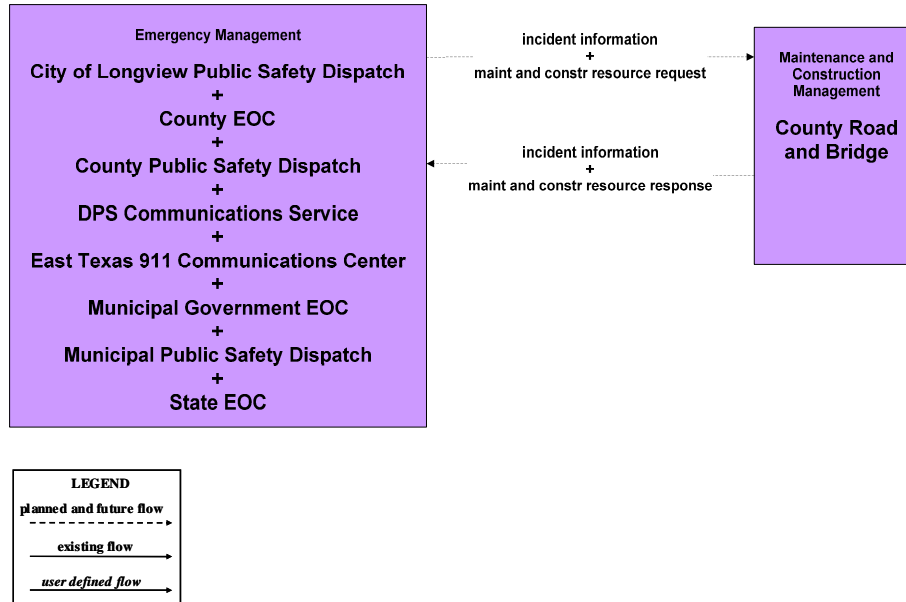 Emergency Management
City of Longview Public Safety Dispatch
+
County EOC
+
County Public Safety Dispatch
+
DPS Communications Service
+
East Texas 911 Communications Center
+
Municipal Government EOC
+
Municipal Public Safety Dispatch
+
State EOC
incident information
+
maint and constr resource request
incident information
+
maint and constr resource response
Maintenance and
Construction
Management
County Road
and Bridge
LEGEND
planned and future flow
existing flow
user defined flow